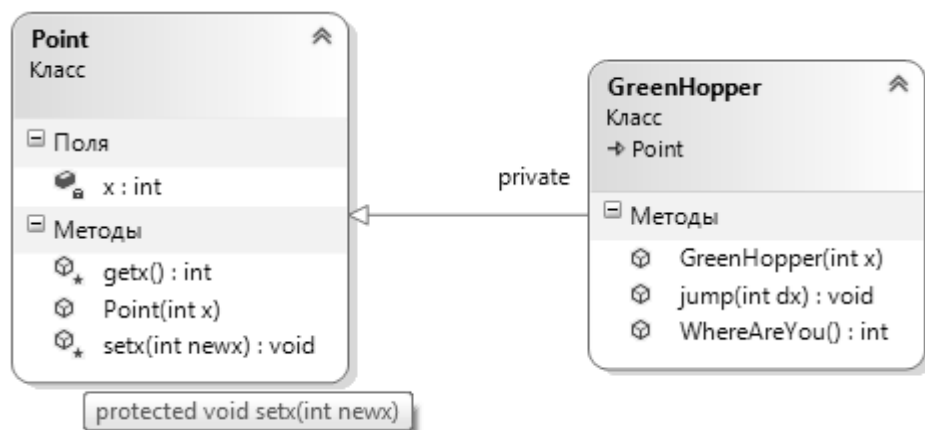 Point
Класс
Поля
x : int
Методы
getx() : int
Point(int x)
setx(int newx) : void
protected void setx(int newx)
private
GreenHopper
Класс
Point
Методы
GreenHopper(int x)
jump(int dx) : void
WhereAreYou() : int